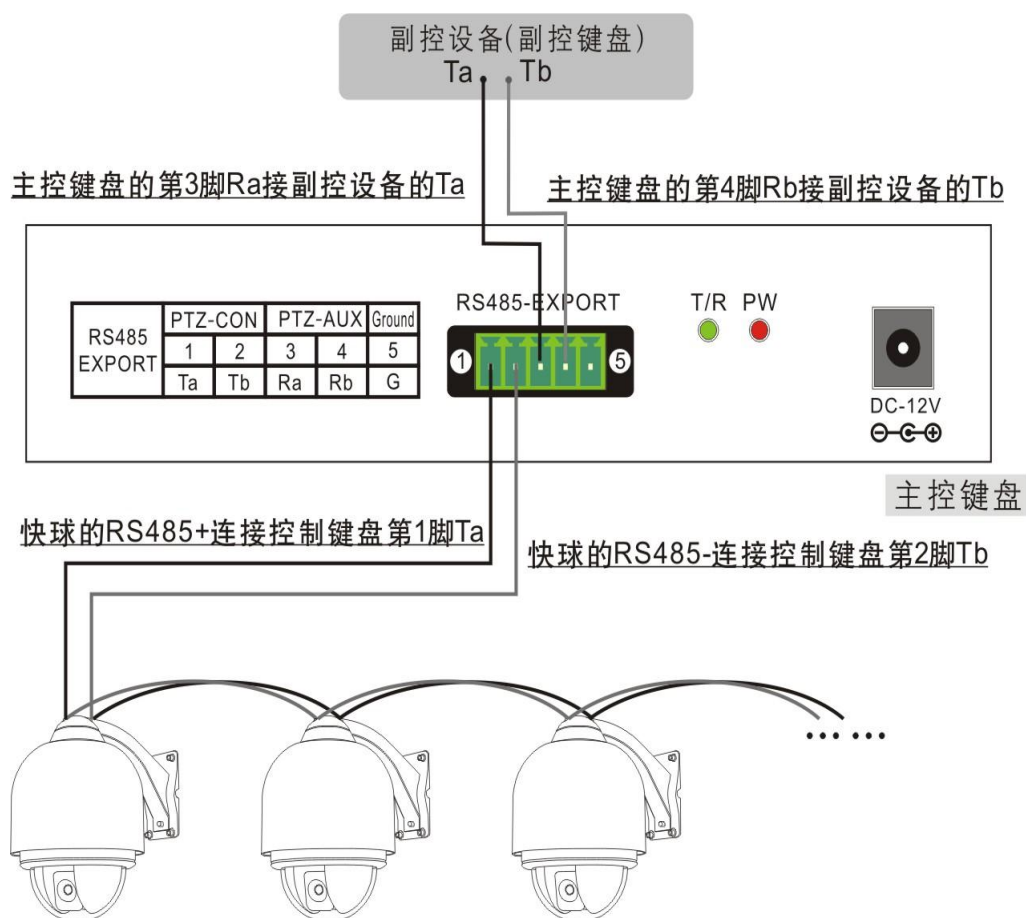 副控设备(副控键盘)
Ta Tb
主控键盘的第3脚Ra接副控设备的Ta
主控键盘的第4脚Rb接副控设备的Tb
RS485 EXPORT
PTZ-CON PTZ-AUX Ground
1 2 3 4 5
Ta Tb Ra Rb G
RS485-EXPORT
1 5
T/R PW
DC-12V
主控键盘
快球的RS485+连接控制键盘第1脚Ta
快球的RS485-连接控制键盘第2脚Tb
... ...